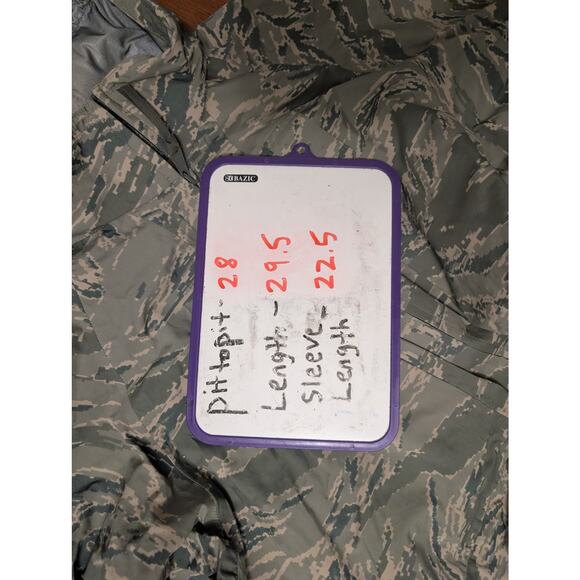 BAZIC
pit to pit - 28
Length - 29.5
Sleeve - 22.5
Length